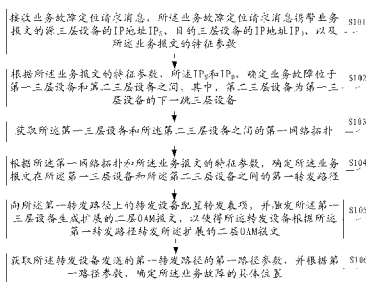 接收业务故障定位请求消息，所述业务故障定位请求消息携带业
务报文的源三层设备的IP地址IPS、目的三层设备的IP地址IPD、以及
所述业务报文的特征参数
S101
根据所述业务报文的特征参数、所述IPS和IPD，确定业务故障位于
第一三层设备和第二三层设备之间，其中，第二三层设备为第一三
层设备的下一跳三层设备
S102
获取所述第一三层设备和所述第二三层设备之间的第一网络拓扑
S103
根据所述第一网络拓扑和所述业务报文的特征参数，确定所述业务
报文在所述第一三层设备和所述第二三层设备之间的第一转发路径
S104
向所述第一转发路径上的转发设备配置转发表项，并触发所述第一
三层设备生成扩展的二层OAM报文，以使得所述转发设备根据所述
第一转发路径转发所述扩展的二层OAM报文
S105
获取所述转发设备发送的第一转发路径的第一路径参数，并根据第
一路径参数，确定所述业务故障的具体位置
S106